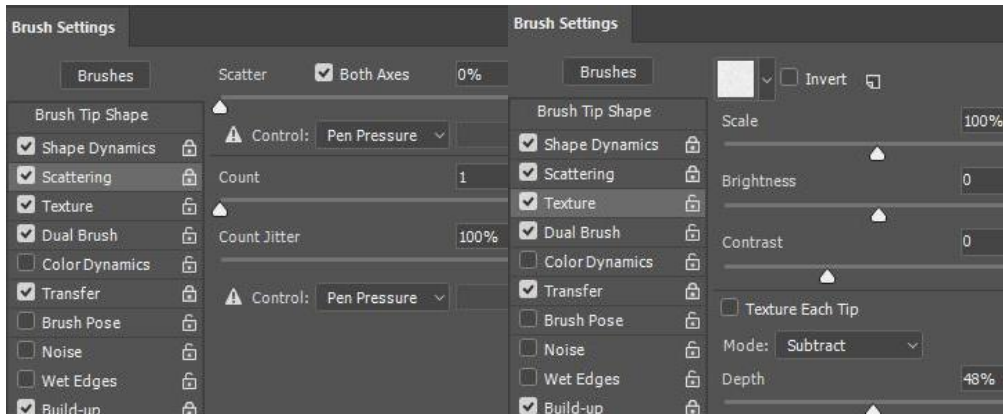 Brush Settings
Brushes
Scatter Both Axes 0%
Brush Tip Shape
Control: Pen Pressure
Shape Dynamics
Scattering
Count 1
Texture
Dual Brush
Count Jitter 100%
Color Dynamics
Transfer
Control: Pen Pressure
Brush Pose
Noise
Wet Edges
Build-up
Brush Settings
Brushes
Invert
Brush Tip Shape
Scale 100%
Shape Dynamics
Scattering
Brightness 0
Texture
Dual Brush
Contrast 0
Color Dynamics
Transfer
Texture Each Tip
Brush Pose
Noise
Mode: Subtract
Wet Edges
Depth 48%
Build-up